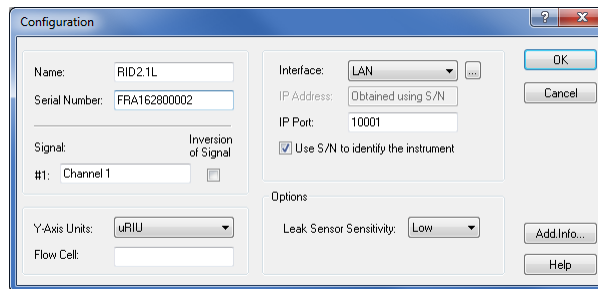 Configuration
Name: RID2.1L
Serial Number: FRA162800002
Signal: Inversion of Signal
#1: Channel 1
Y-Axis Units: uRIU
Flow Cell:
Interface: LAN ...
IP Address: Obtained using S/N
IP Port: 10001
Use S/N to identify the instrument
Options
Leak Sensor Sensitivity: Low
OK
Cancel
Add.Info...
Help